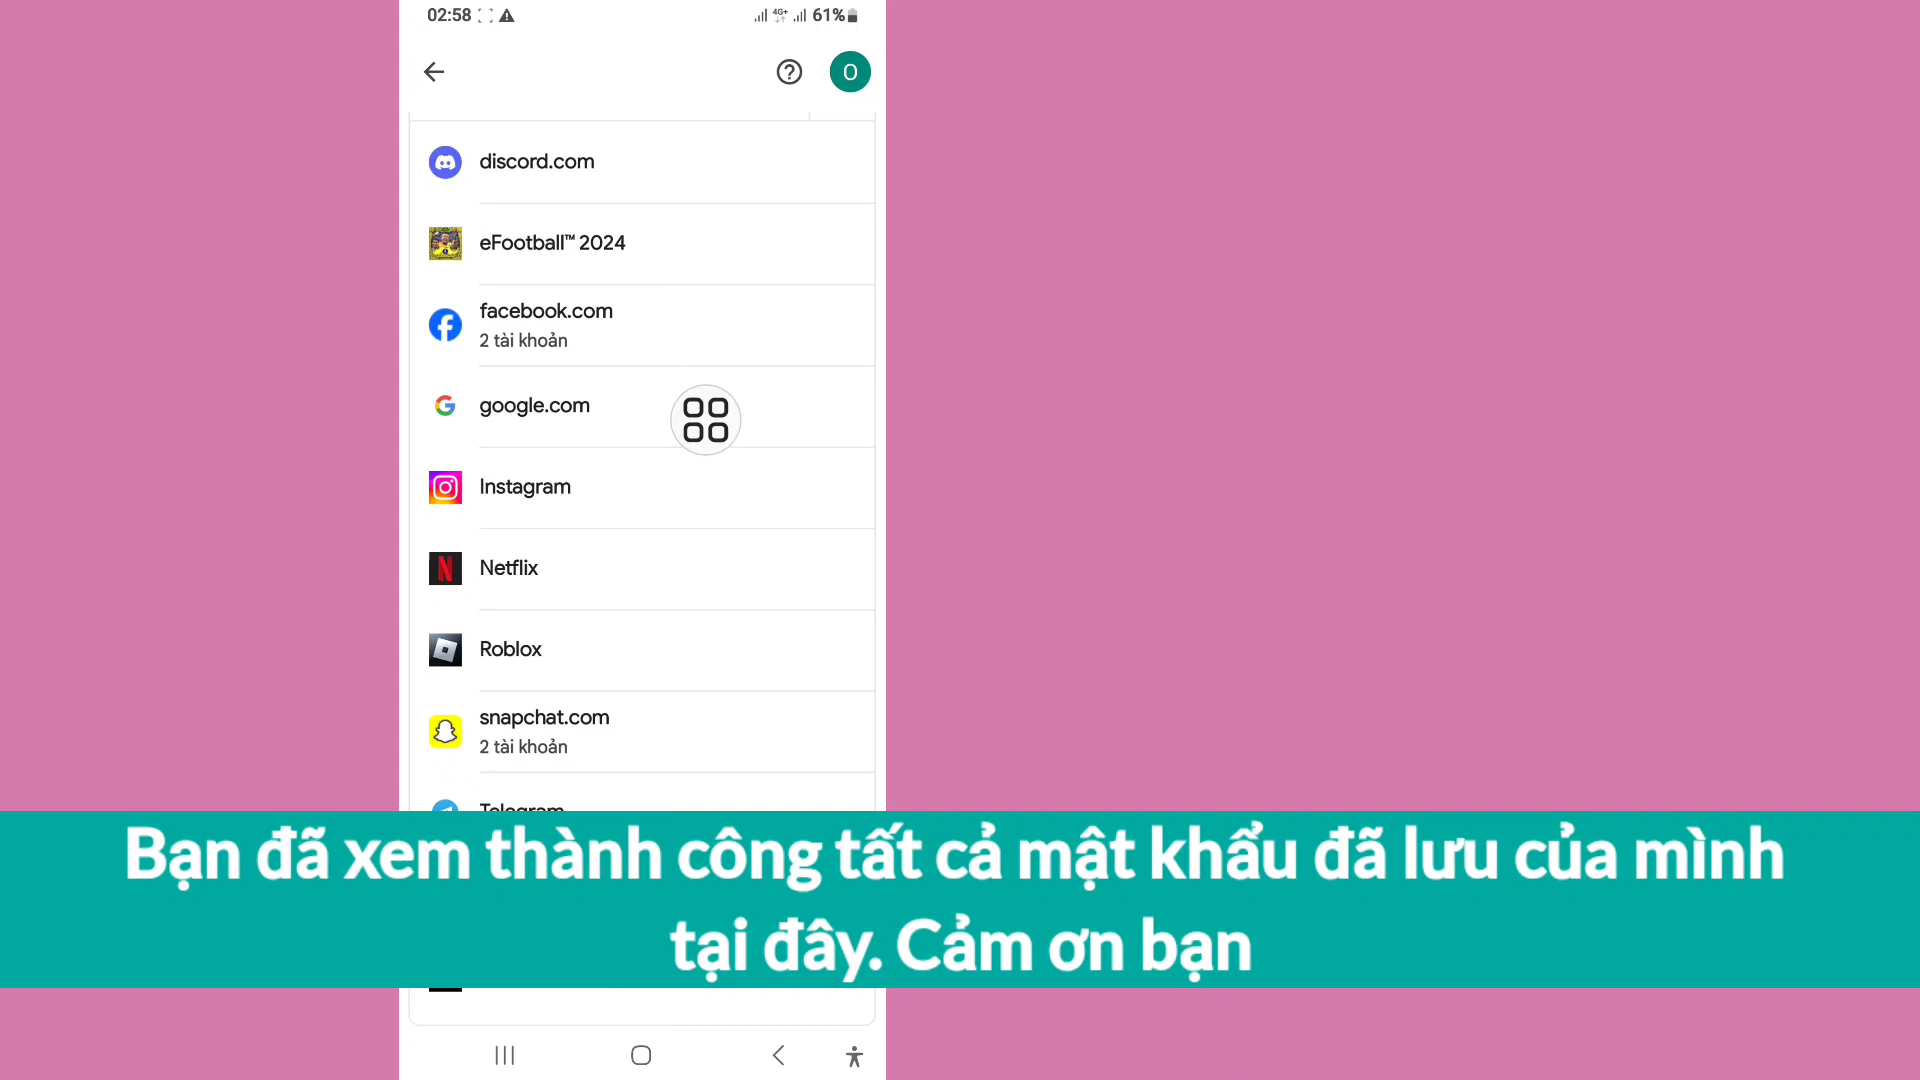 02:58
4G+
61%
O
discord.com
eFootball™ 2024
facebook.com
2 tài khoản
google.com
Instagram
Netflix
Roblox
snapchat.com
2 tài khoản
Telegram
Bạn đã xem thành công tất cả mật khẩu đã lưu của mình
tại đây. Cảm ơn bạn